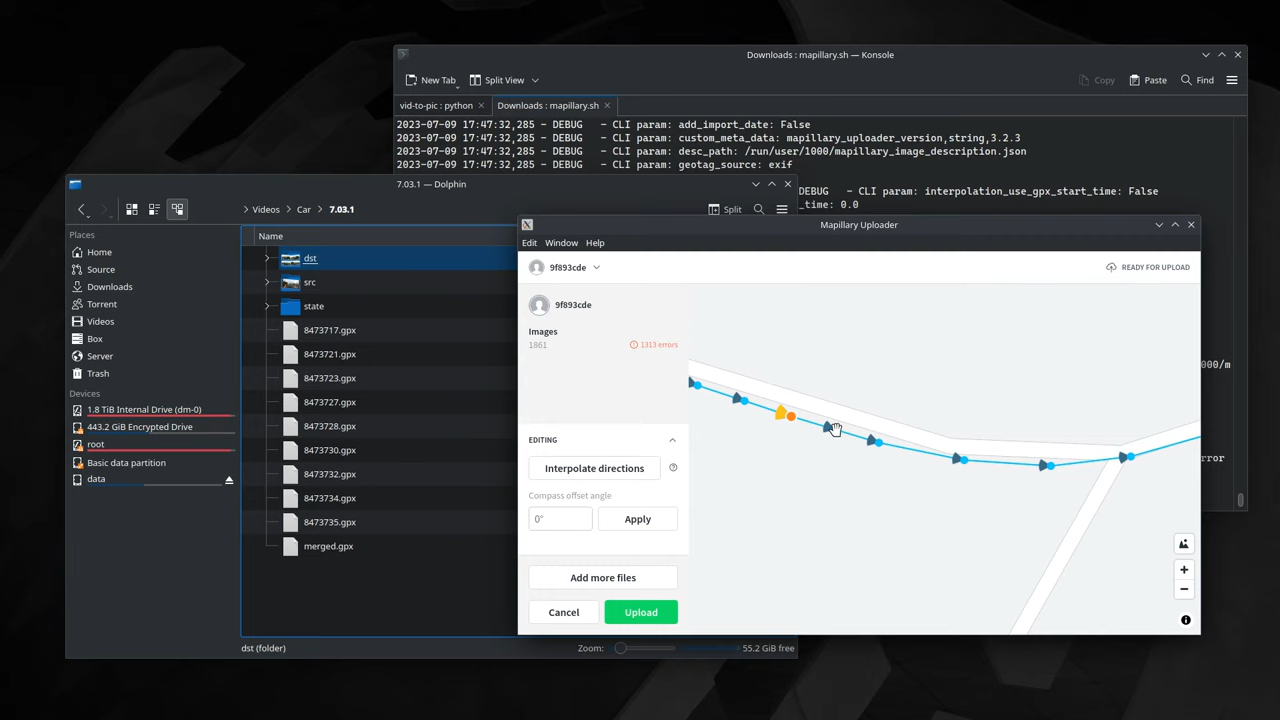 Downloads : mapillary.sh — Konsole
New Tab
Split View
Copy
Paste
Find
vid-to-pic : python
Downloads : mapillary.sh
2023-07-09 17:47:32,285 - DEBUG - CLI param: add_import_date: False
2023-07-09 17:47:32,285 - DEBUG - CLI param: custom_meta_data: mapillary_uploader_version,string,3.2.3
2023-07-09 17:47:32,285 - DEBUG - CLI param: desc_path: /run/user/1000/mapillary_image_description.json
2023-07-09 17:47:32,285 - DEBUG - CLI param: geotag_source: exif
DEBUG - CLI param: interpolation_use_gpx_start_time: False
_time: 0.0
000/m
rror
7.03.1 — Dolphin
Videos
Car
7.03.1
Split
Places
Home
Source
Downloads
Torrent
Videos
Box
Server
Trash
Devices
1.8 TiB Internal Drive (dm-0)
443.2 GiB Encrypted Drive
root
Basic data partition
data
Name
dst
src
state
8473717.gpx
8473721.gpx
8473723.gpx
8473727.gpx
8473728.gpx
8473730.gpx
8473732.gpx
8473734.gpx
8473735.gpx
merged.gpx
dst (folder)
Zoom:
55.2 GiB free
Mapillary Uploader
Edit
Window
Help
9f893cde
READY FOR UPLOAD
9f893cde
Images
1861
1313 errors
EDITING
Interpolate directions
Compass offset angle
0°
Apply
Add more files
Cancel
Upload